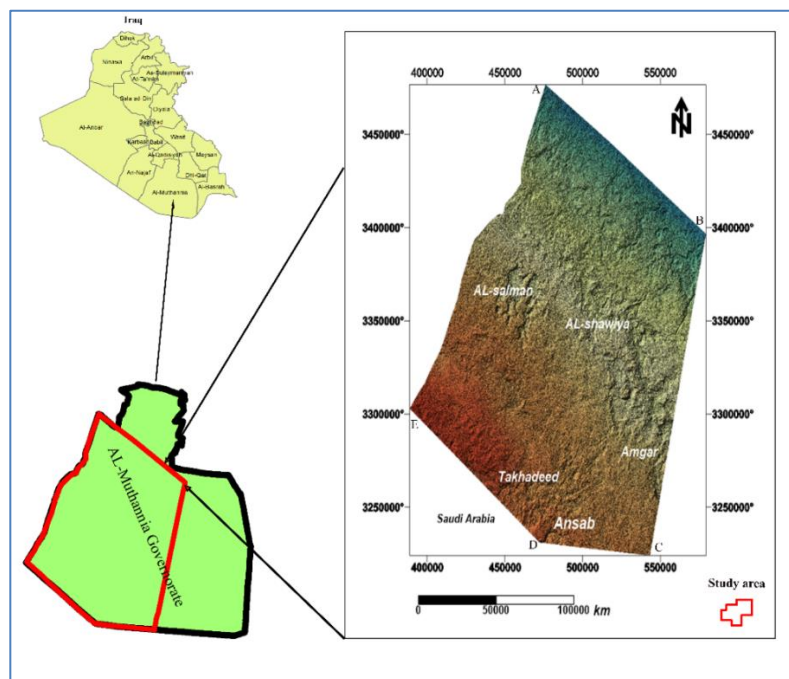 Iraq
Dihok
Ninawa
Arbil
As-Sulaymaniyah
At-Tamim
Sala ad-Din
Diyala
Al-Anbar
Baghdad
Karbala
Babil
Wasit
Al-Qadisiyah
Maysan
An-Najaf
Dhi-Qar
Al-Muthanna
Al-Basrah
AL-Muthannia Governorate
400000 450000 500000 550000
A
N
3450000° 3450000°
B
3400000° 3400000°
AL-salman
AL-shawiya
3350000° 3350000°
3300000° 3300000°
E
Amgar
Takhadeed
3250000° 3250000°
Saudi Arabia
Ansab
D
C
400000 450000 500000 550000
Study area
0 50000 100000 km